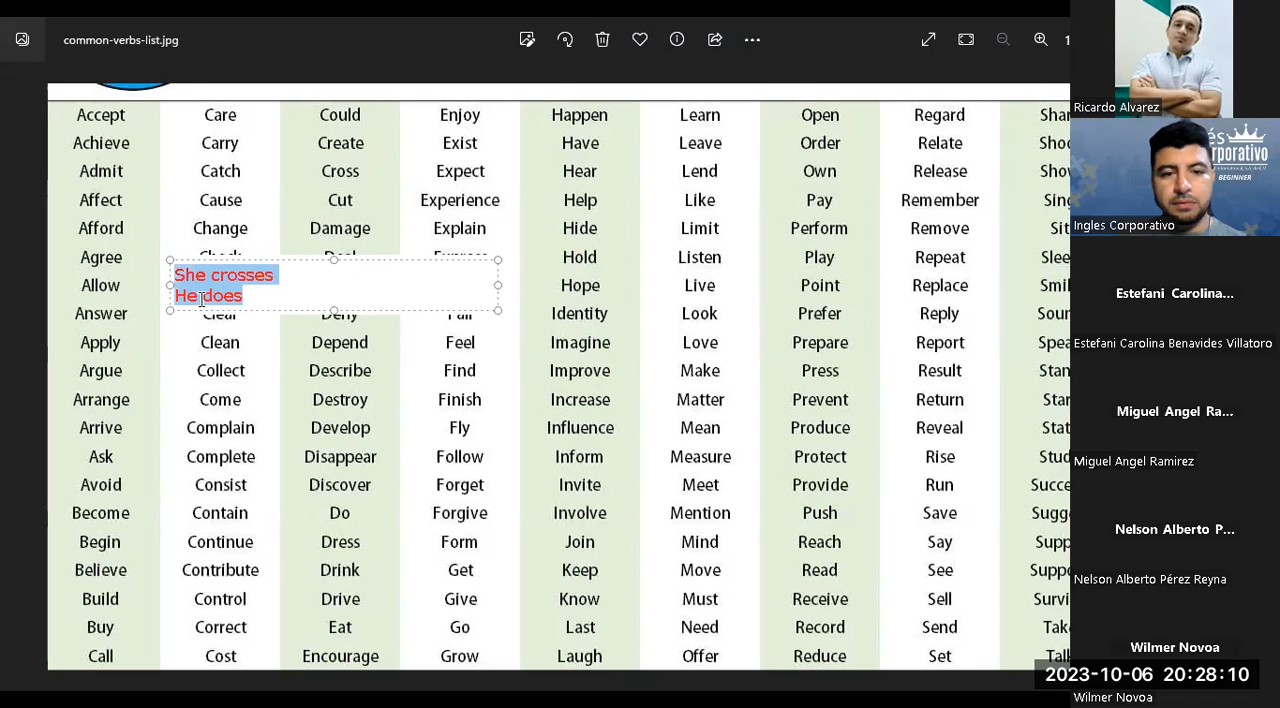 common-verbs-list.jpg
Accept Care Could Enjoy Happen Learn Open Regard
Achieve Carry Create Exist Have Leave Order Relate
Admit Catch Cross Expect Hear Lend Own Release
Affect Cause Cut Experience Help Like Pay Remember
Afford Change Damage Explain Hide Limit Perform Remove
Agree Hold Listen Play Repeat
She crosses
Allow Hope Live Point Replace
He does
Answer Clear Deny Fail Identity Look Prefer Reply
Apply Clean Depend Feel Imagine Love Prepare Report
Argue Collect Describe Find Improve Make Press Result
Arrange Come Destroy Finish Increase Matter Prevent Return
Arrive Complain Develop Fly Influence Mean Produce Reveal
Ask Complete Disappear Follow Inform Measure Protect Rise
Avoid Consist Discover Forget Invite Meet Provide Run
Become Contain Do Forgive Involve Mention Push Save
Begin Continue Dress Form Join Mind Reach Say
Believe Contribute Drink Get Keep Move Read See
Build Control Drive Give Know Must Receive Sell
Buy Correct Eat Go Last Need Record Send
Call Cost Encourage Grow Laugh Offer Reduce Set
Ricardo Alvarez
BEGINNER
Ingles Corporativo
Estefani Carolina...
Estefani Carolina Benavides Villatoro
Miguel Angel Ra...
Miguel Angel Ramirez
Nelson Alberto P...
Nelson Alberto Pérez Reyna
Wilmer Novoa
2023-10-06 20:28:10
Wilmer Novoa